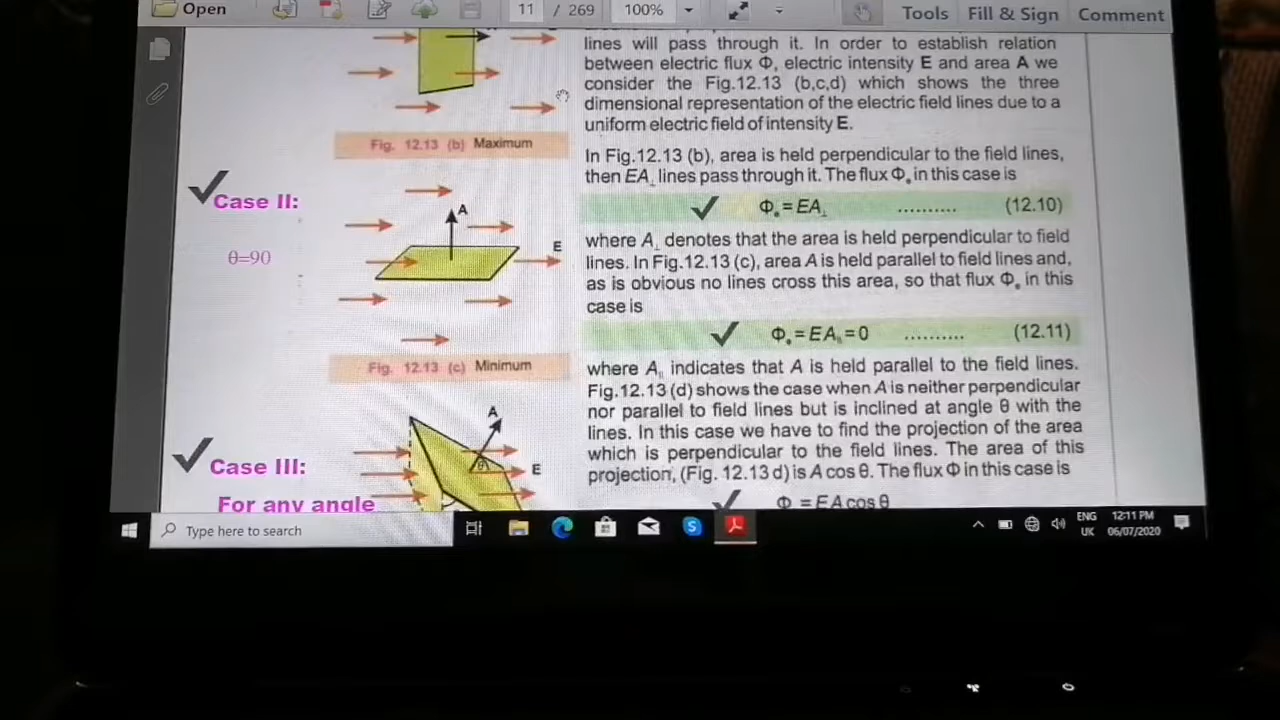 Open
11 / 269
100%
Tools
Fill & Sign
Comment
lines will pass through it. In order to establish relation
between electric flux Φ, electric intensity E and area A we
consider the Fig.12.13 (b,c,d) which shows the three
dimensional representation of the electric field lines due to a
uniform electric field of intensity E.
Fig. 12.13 (b) Maximum
In Fig.12.13 (b), area is held perpendicular to the field lines,
then EA⊥ lines pass through it. The flux Φₑ in this case is
Case II:
A
Φₑ = EA⊥ .......... (12.10)
θ=90
E
where A⊥ denotes that the area is held perpendicular to field
lines. In Fig.12.13 (c), area A is held parallel to field lines and,
as is obvious no lines cross this area, so that flux Φₑ in this
case is
Φₑ = EA∥ = 0 .......... (12.11)
Fig. 12.13 (c) Minimum
where A∥ indicates that A is held parallel to the field lines.
Fig.12.13 (d) shows the case when A is neither perpendicular
nor parallel to field lines but is inclined at angle θ with the
lines. In this case we have to find the projection of the area
which is perpendicular to the field lines. The area of this
projection, (Fig. 12.13 d) is A cos θ. The flux Φ in this case is
A
θ
E
Case III:
For any angle
Φ = EA cos θ
Type here to search
ENG
UK
12:11 PM
06/07/2020